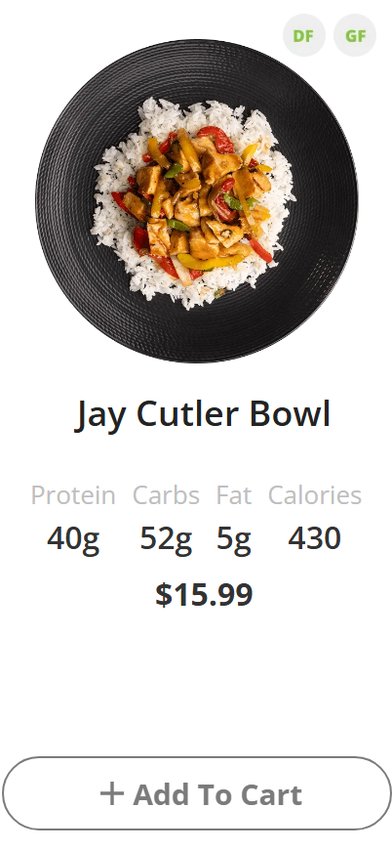 DF GF
Jay Cutler Bowl
Protein Carbs Fat Calories
40g 52g 5g 430
$15.99
+ Add To Cart